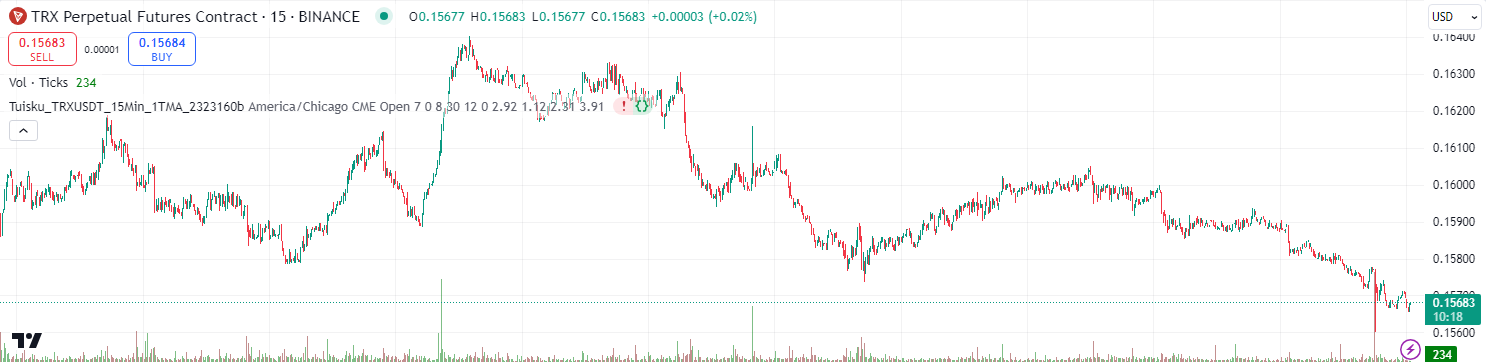 TRX Perpetual Futures Contract · 15 · BINANCE O0.15677 H0.15683 L0.15677 C0.15683 +0.00003 (+0.02%)
USD
0.15683 0.00001 0.15684
SELL BUY
Vol · Ticks 234
Tuisku_TRXUSDT_15Min_1TMA_2323160b America/Chicago CME Open 7 0 8.30 12 0 2.92 1.12 2.31 3.91
0.16400
0.16300
0.16200
0.16100
0.16000
0.15900
0.15800
0.15700
0.15683
10:18
0.15600
234